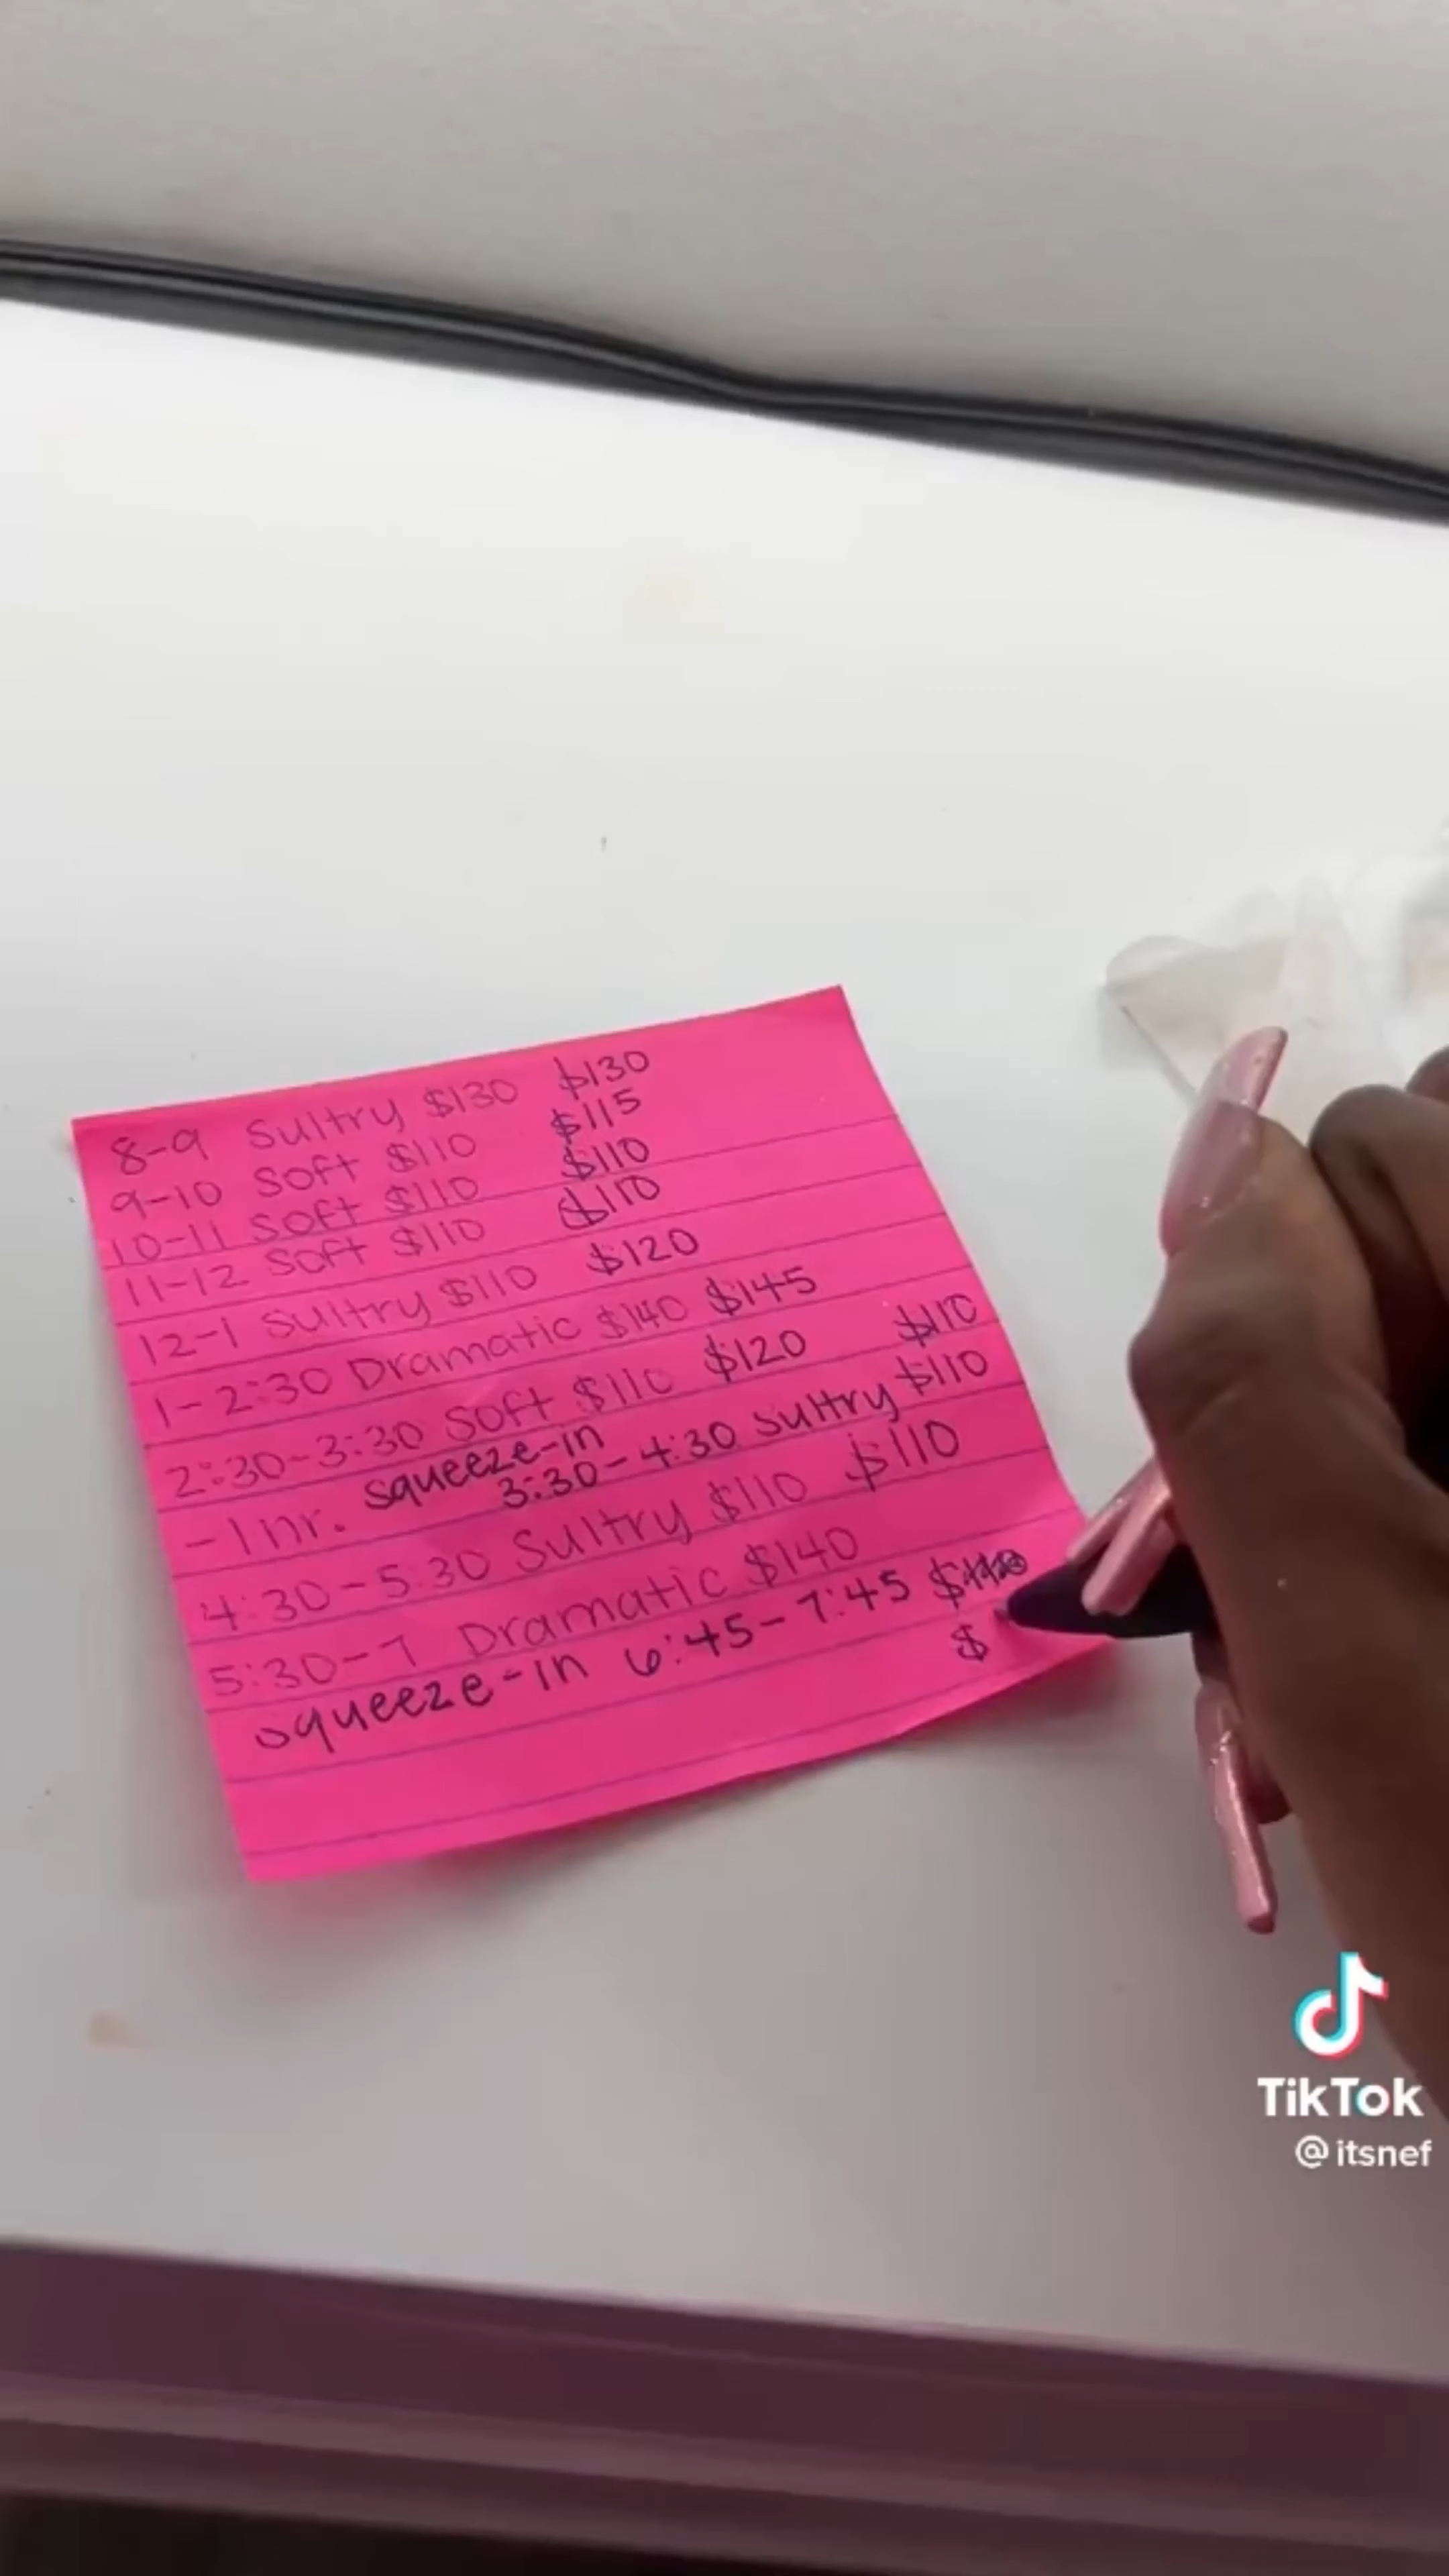 8-9 Sultry $130 $130
9-10 Soft $110 $115
10-11 Soft $110 $110
11-12 Soft $110 $110
12-1 Sultry $110 $120
1-2:30 Dramatic $140 $145
2:30-3:30 Soft $110 $120 $110
-1hr. squeeze-in
3:30-4:30 Sultry $110
4:30-5:30 Sultry $110 $110
5:30-7 Dramatic $140
squeeze-in 6:45-7:45
$
TikTok
@itsnef